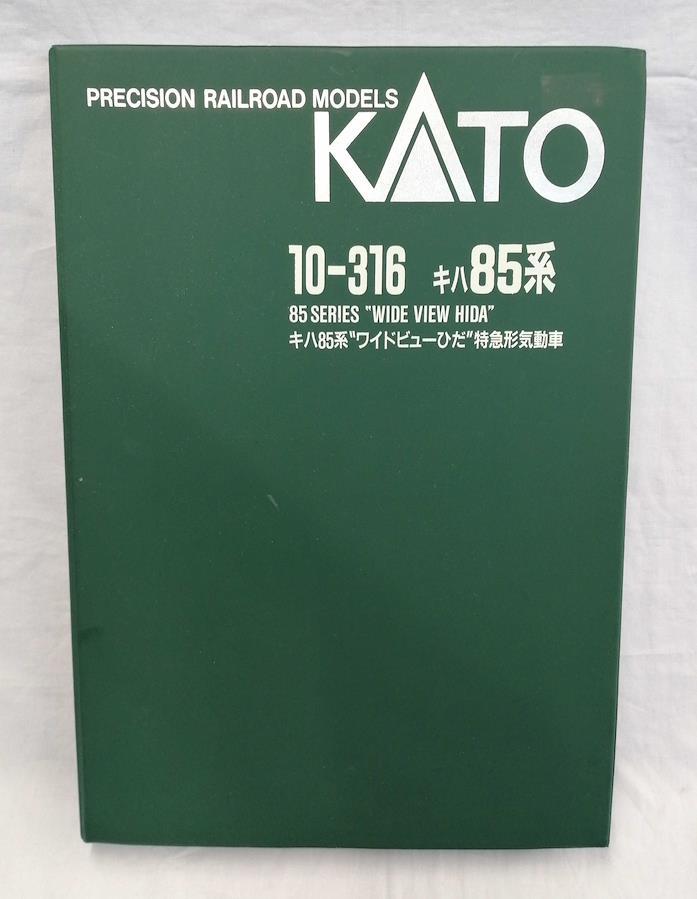 PRECISION RAILROAD MODELS
KATO
10-316 キハ85系
85 SERIES "WIDE VIEW HIDA"
キハ85系"ワイドビューひだ"特急形気動車